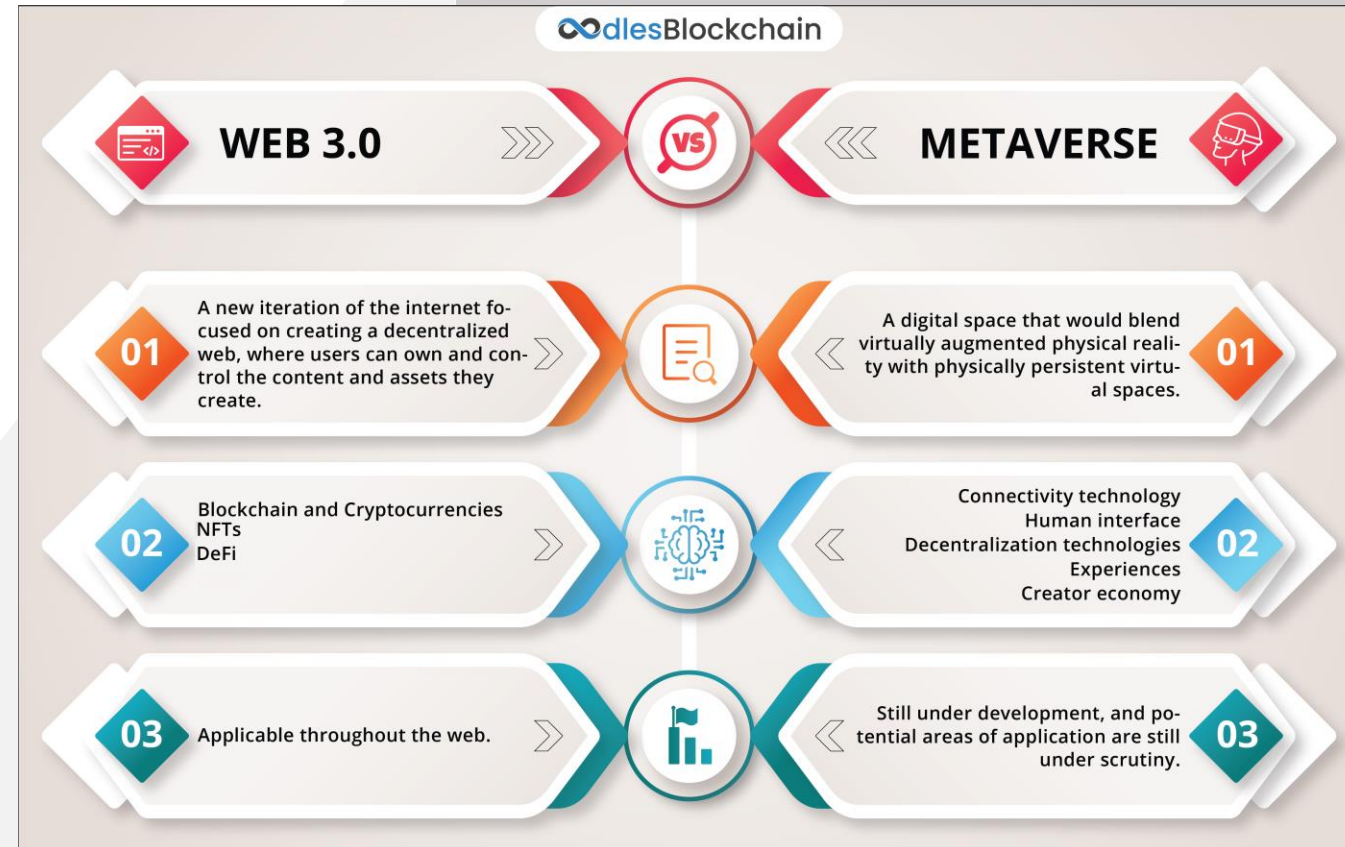 oodlesBlockchain
WEB 3.0
VS
METAVERSE
01
A new iteration of the internet fo-
cused on creating a decentralized
web, where users can own and con-
trol the content and assets they
create.
A digital space that would blend
virtually augmented physical reali-
ty with physically persistent virtu-
al spaces.
01
02
Blockchain and Cryptocurrencies
NFTs
DeFi
Connectivity technology
Human interface
Decentralization technologies
Experiences
Creator economy
02
03
Applicable throughout the web.
Still under development, and po-
tential areas of application are still
under scrutiny.
03